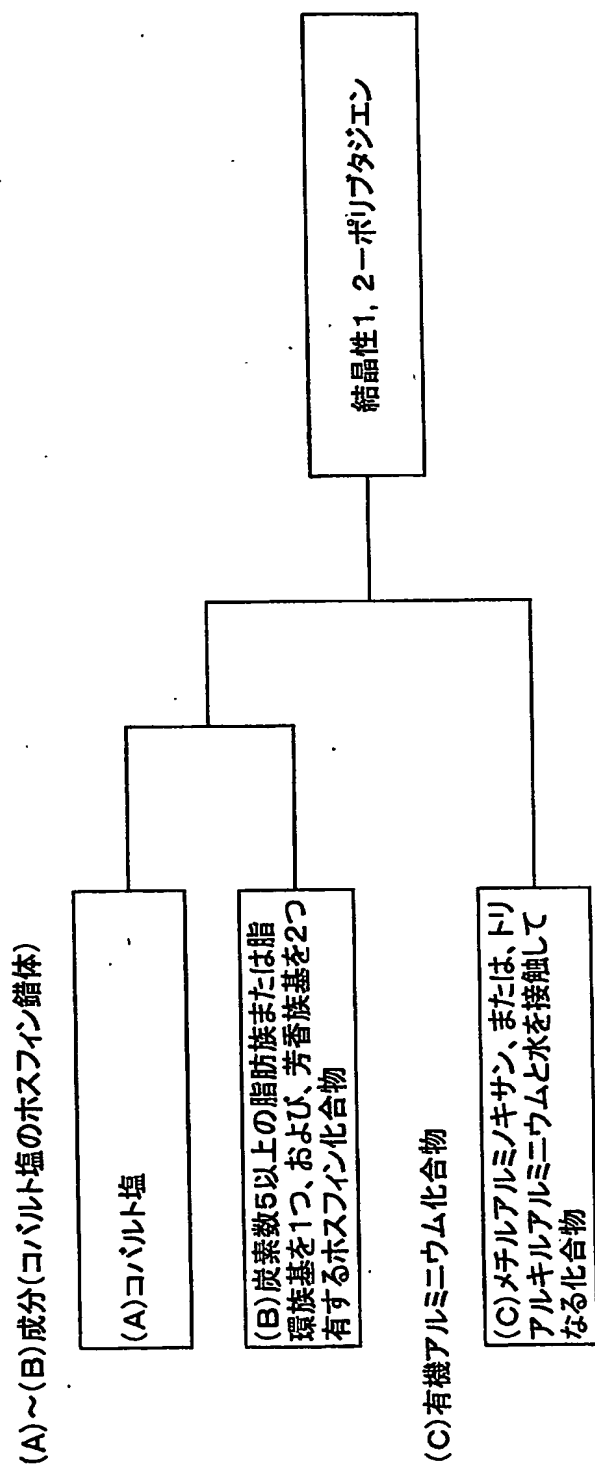 (A)～(B)成分(コバルト塩のホスフィン錯体)
(A)コバルト塩
(B)炭素数5以上の脂肪族または脂
環族基を1つ、および、芳香族基を2つ
有するホスフィン化合物
(C)有機アルミニウム化合物
(C)メチルアルミノキサン、または、トリ
アルキルアルミニウムと水を接触して
なる化合物
結晶性1, 2－ポリブタジエン